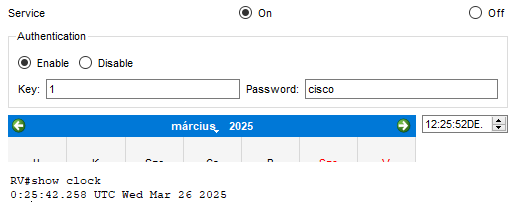 Service On Off
Authentication
Enable Disable
Key: 1 Password: cisco
március 2025 12:25:52DE.
RV#show clock
0:25:42.258 UTC Wed Mar 26 2025